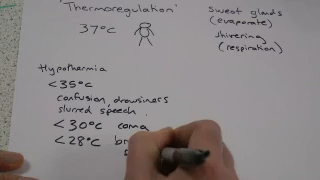 'Thermoregulation'
37°C
Sweat glands
(evaporate)
shivering
(respiration)
Hypothermia
<35°C
confusion, drowsiness
slurred speech.
<30°C coma
<28°C